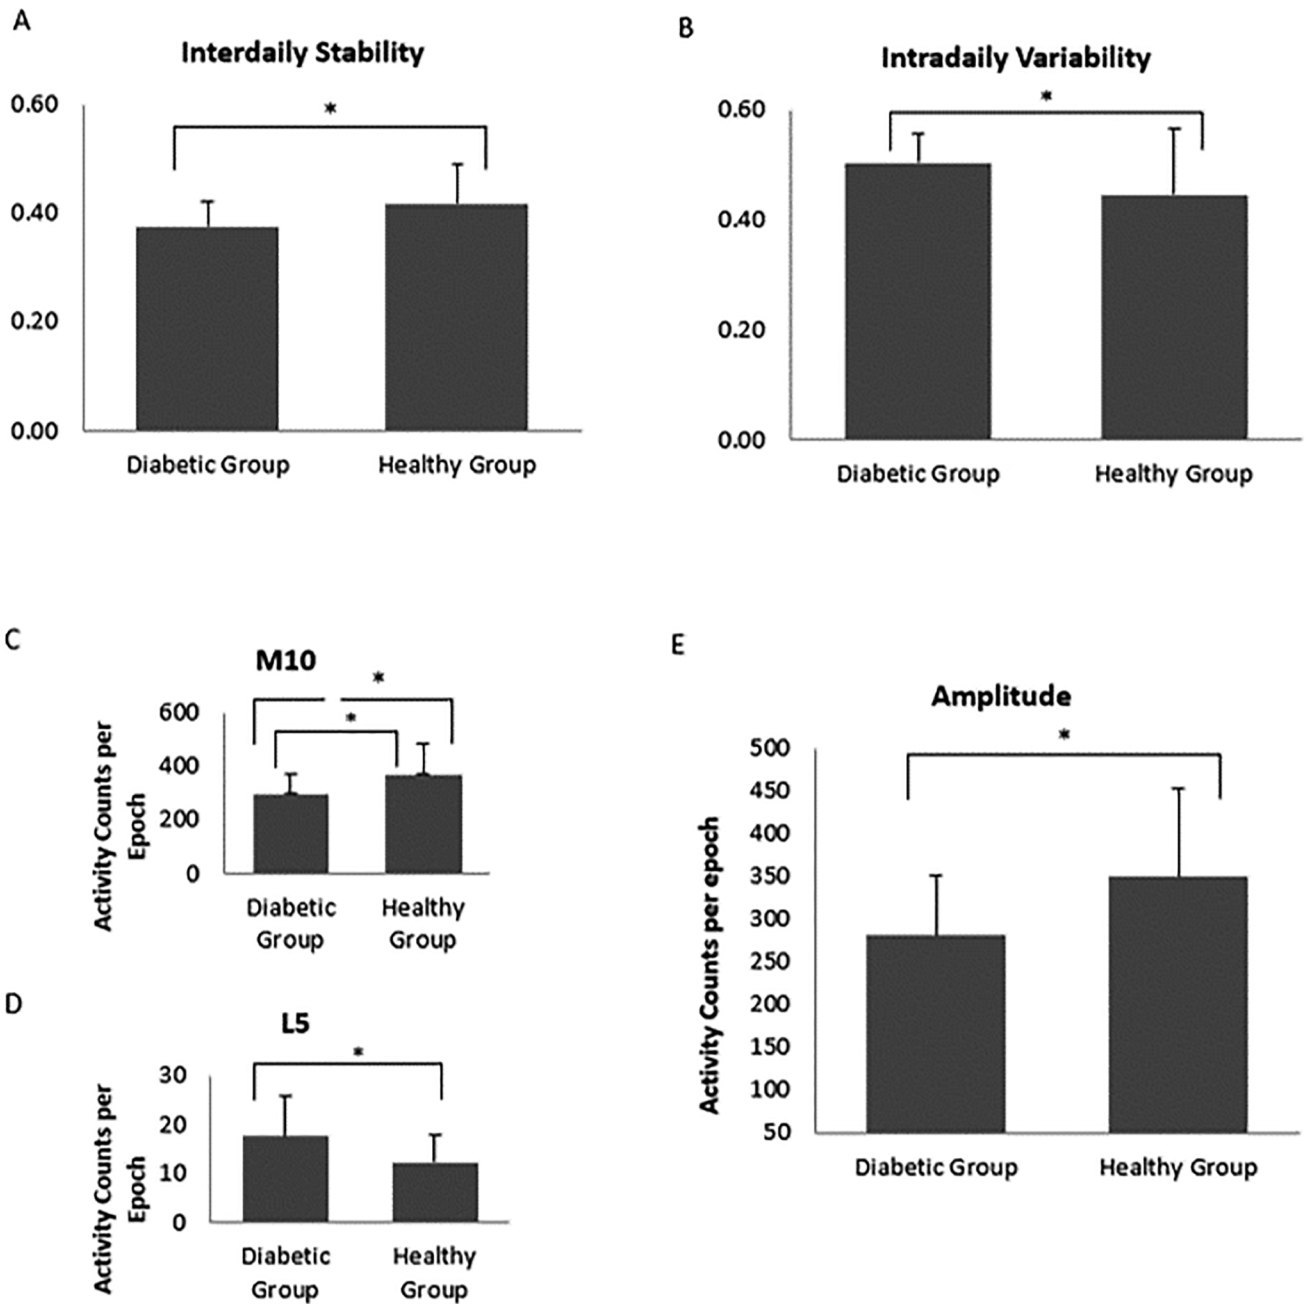 A
Interdaily Stability
*
0.60
0.40
0.20
0.00
Diabetic Group
Healthy Group
B
Intradaily Variability
*
0.60
0.40
0.20
0.00
Diabetic Group
Healthy Group
C
M10
*
*
Activity Counts per
Epoch
600
400
200
0
Diabetic
Group
Healthy
Group
D
L5
*
Activity Counts per
Epoch
30
20
10
0
Diabetic
Group
Healthy
Group
E
Amplitude
*
Activity Counts per epoch
500
450
400
350
300
250
200
150
100
50
Diabetic Group
Healthy Group